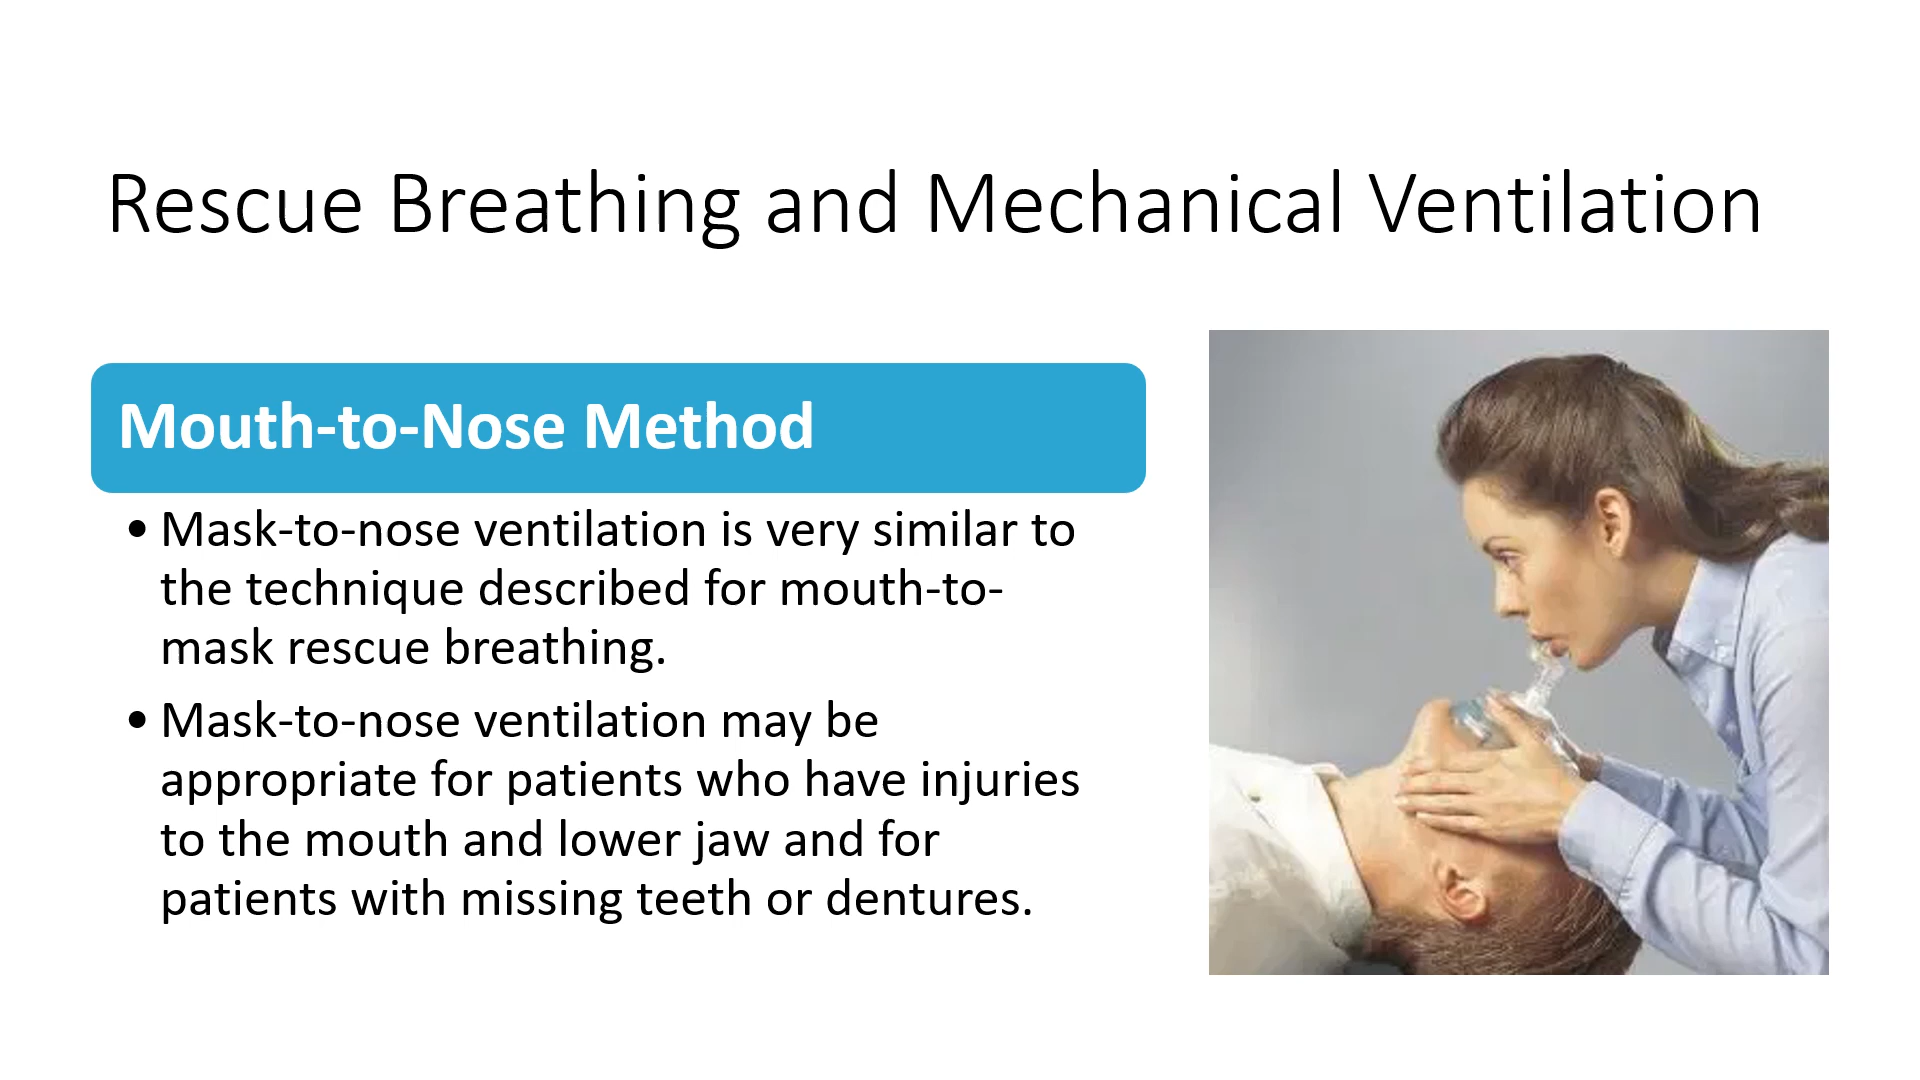 Rescue Breathing and Mechanical Ventilation
Mouth-to-Nose Method
• Mask-to-nose ventilation is very similar to
the technique described for mouth-to-
mask rescue breathing.
• Mask-to-nose ventilation may be
appropriate for patients who have injuries
to the mouth and lower jaw and for
patients with missing teeth or dentures.